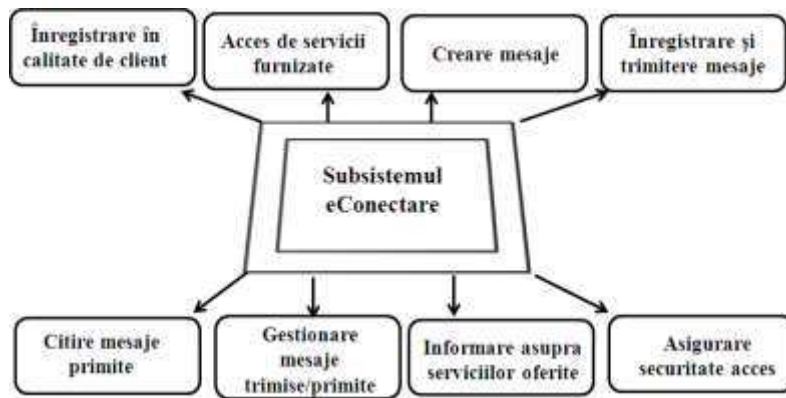 Înregistrare în
calitate de client
Acces de servicii
furnizate
Creare mesaje
Înregistrare și
trimitere mesaje
Subsistemul
eConectare
Citire mesaje
primite
Gestionare
mesaje
trimise/primite
Informare asupra
serviciilor oferite
Asigurare
securitate acces